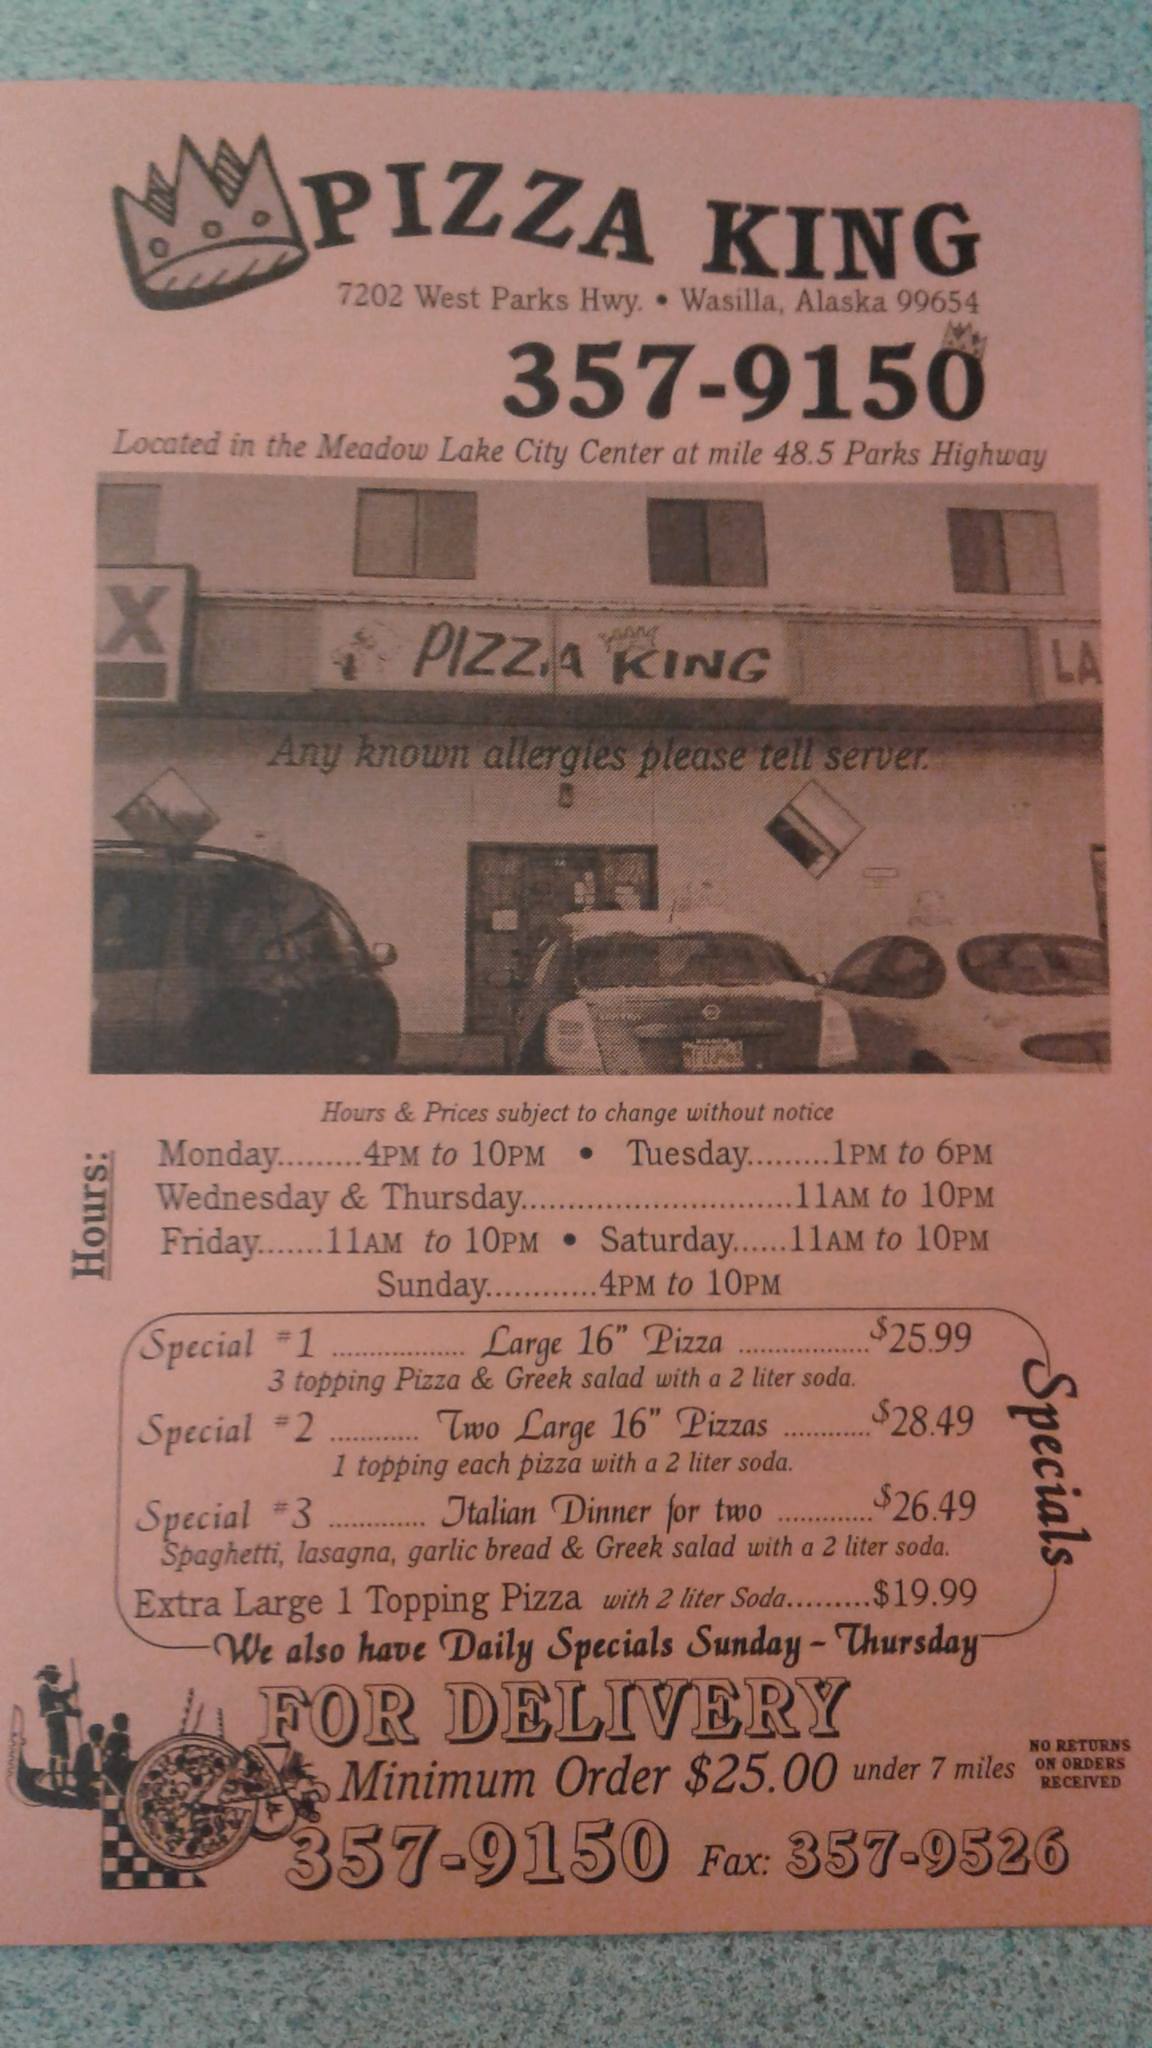 PIZZA KING
7202 West Parks Hwy. • Wasilla, Alaska 99654
357-9150
Located in the Meadow Lake City Center at mile 48.5 Parks Highway
X
PIZZA KING
LA
Any known allergies please tell server.
Hours & Prices subject to change without notice
Hours:
Monday.........4PM to 10PM • Tuesday.........1PM to 6PM
Wednesday & Thursday.............................11AM to 10PM
Friday.......11AM to 10PM • Saturday......11AM to 10PM
Sunday............4PM to 10PM
Specials
Special #1 .................. Large 16” Pizza ..................$25.99
3 topping Pizza & Greek salad with a 2 liter soda.
Special #2 ............ Two Large 16” Pizzas ............$28.49
1 topping each pizza with a 2 liter soda.
Special #3 ............. Italian Dinner for two .............$26.49
Spaghetti, lasagna, garlic bread & Greek salad with a 2 liter soda.
Extra Large 1 Topping Pizza with 2 liter Soda.........$19.99
We also have Daily Specials Sunday - Thursday
FOR DELIVERY
Minimum Order $25.00 under 7 miles
NO RETURNS
ON ORDERS
RECEIVED
357-9150 Fax: 357-9526